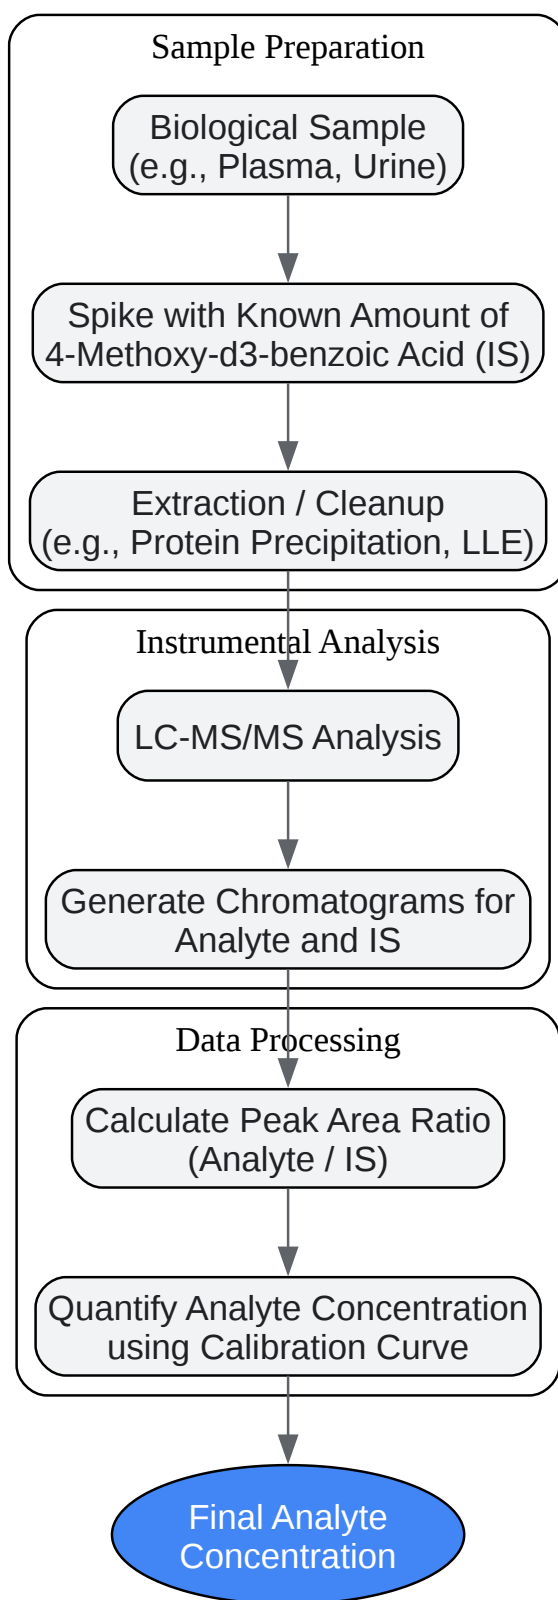 Sample Preparation
Biological Sample
(e.g., Plasma, Urine)
Spike with Known Amount of
4-Methoxy-d3-benzoic Acid (IS)
Extraction / Cleanup
(e.g., Protein Precipitation, LLE)
Instrumental Analysis
LC-MS/MS Analysis
Generate Chromatograms for
Analyte and IS
Data Processing
Calculate Peak Area Ratio
(Analyte / IS)
Quantify Analyte Concentration
using Calibration Curve
Final Analyte
Concentration